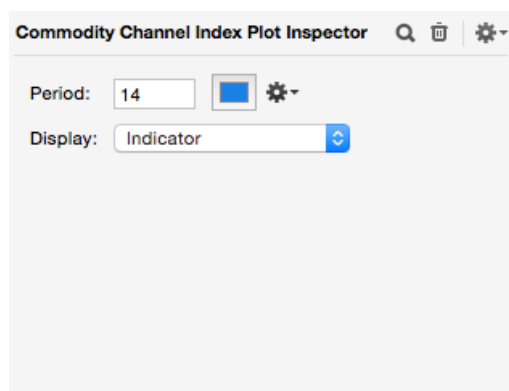 Commodity Channel Index Plot Inspector
Period: 14
Display: Indicator